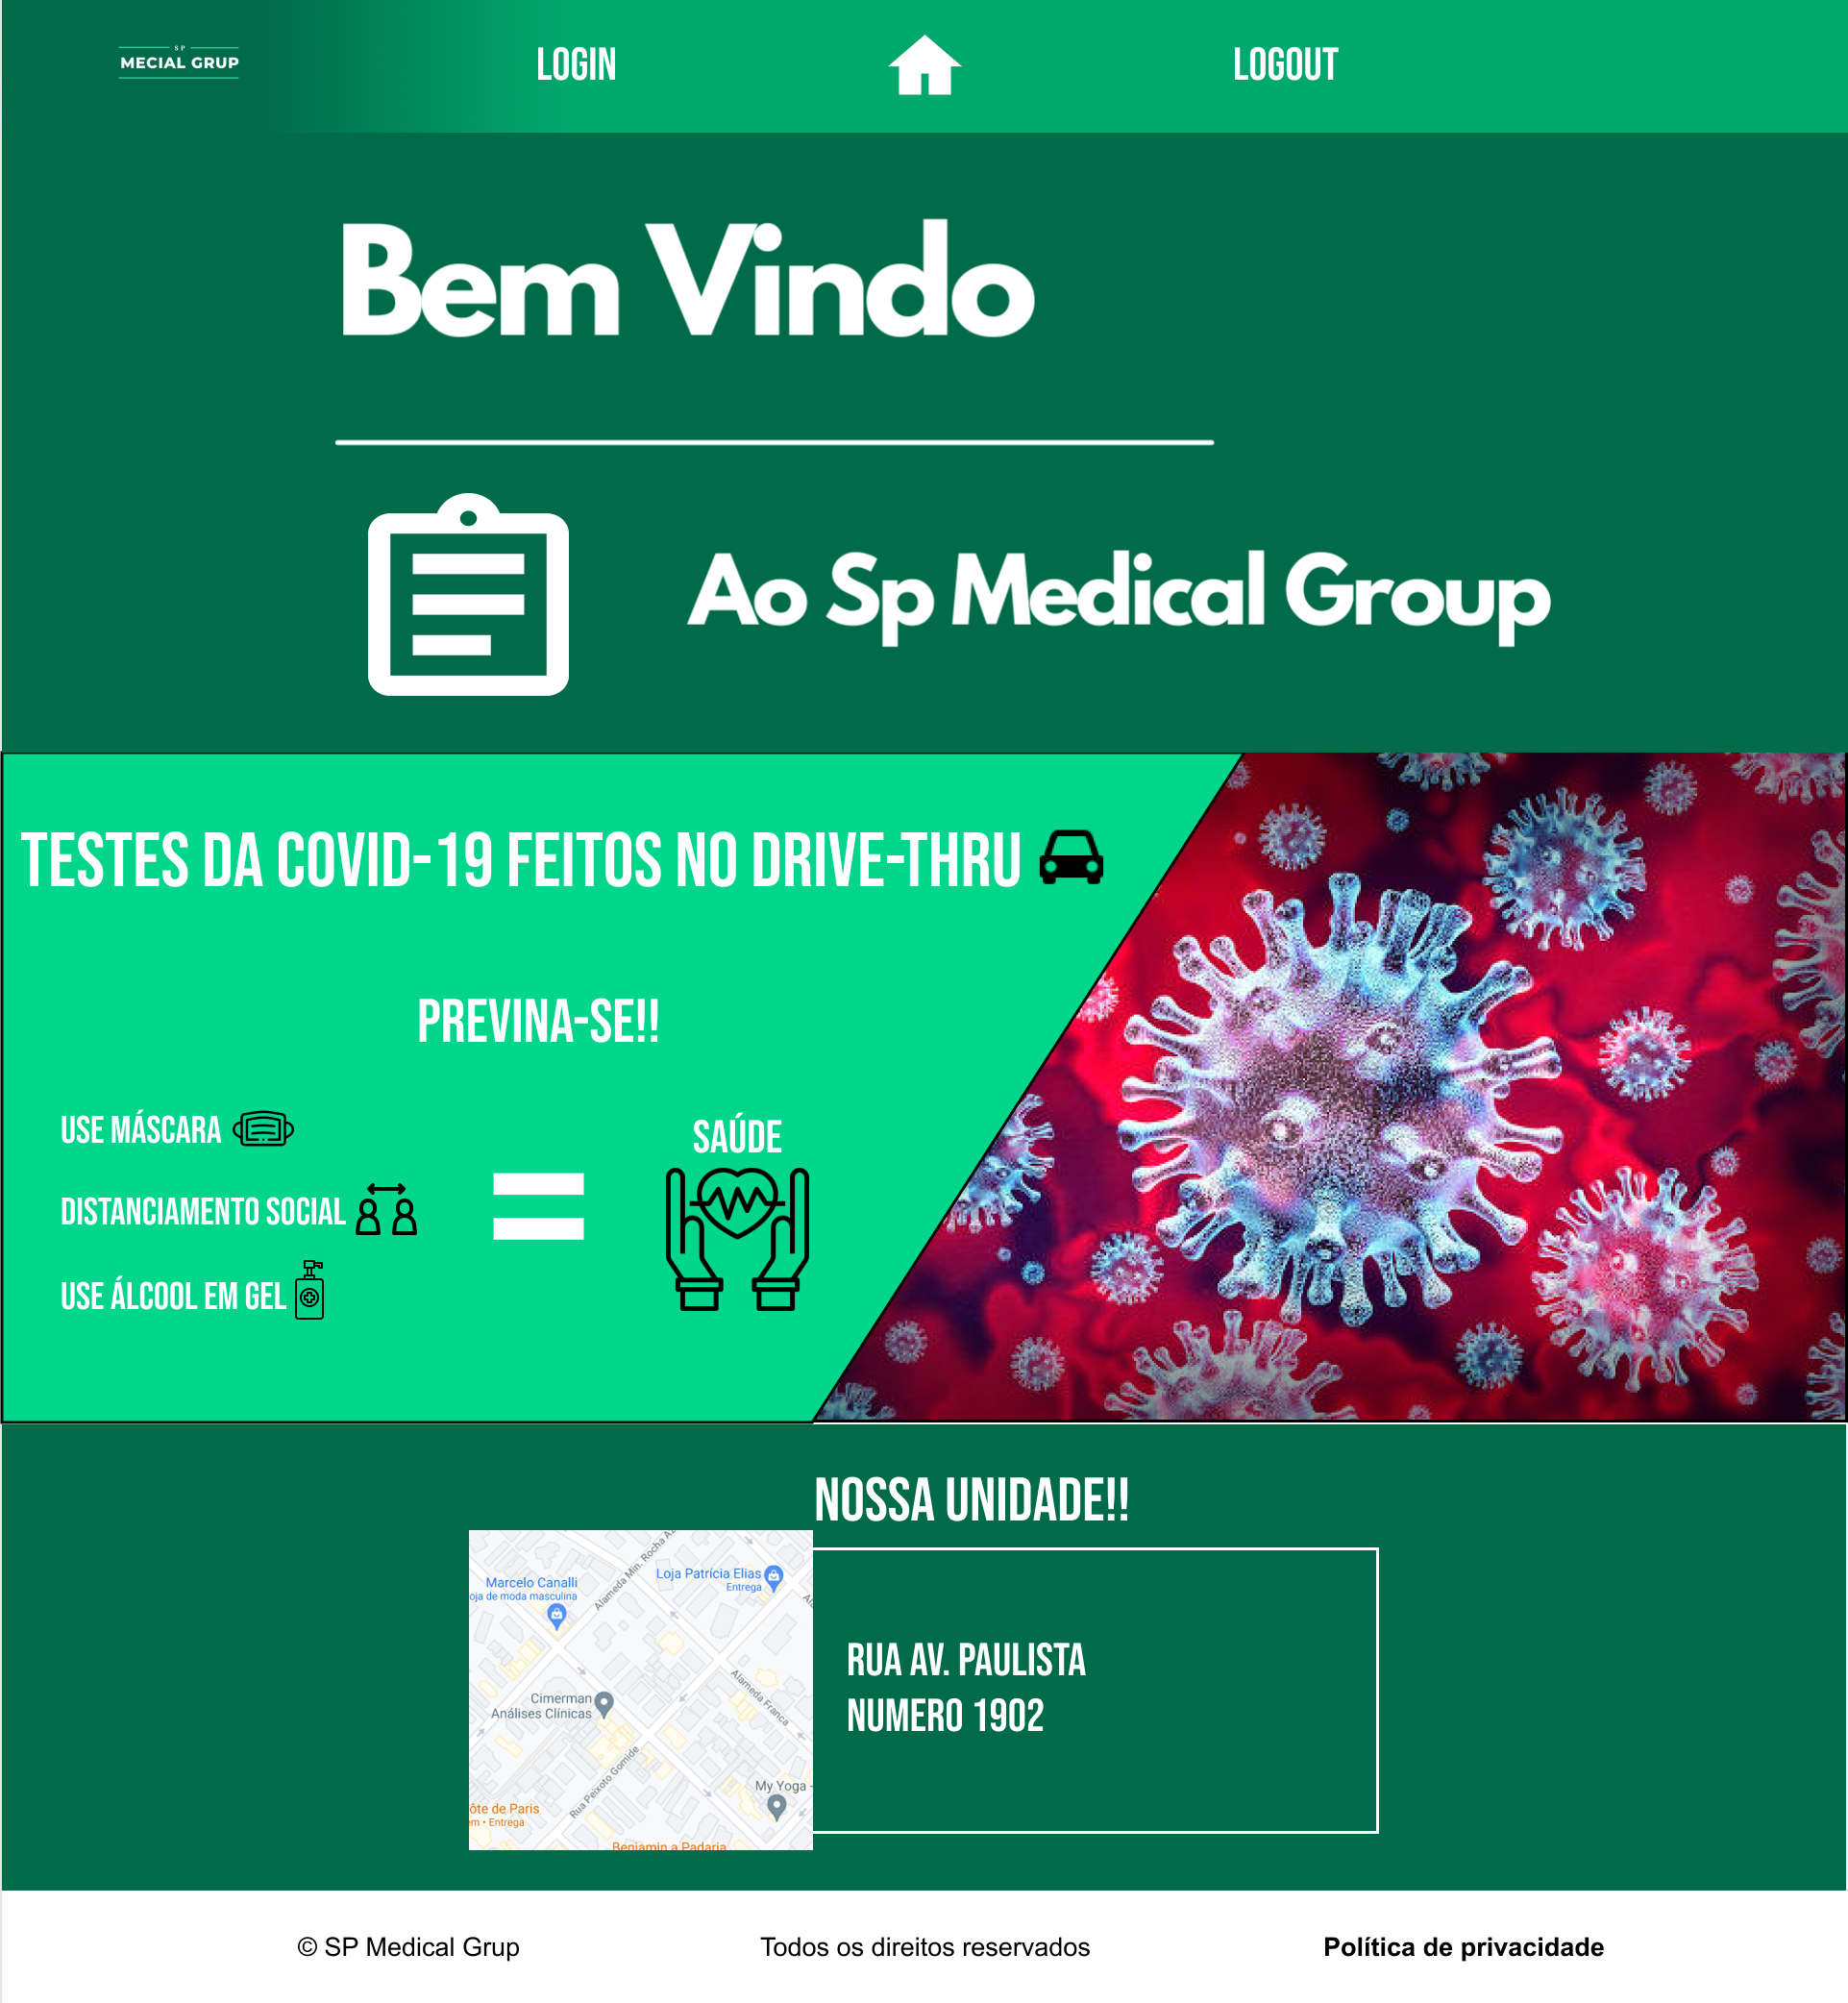 SP
MECIAL GRUP
LOGIN
LOGOUT
Bem Vindo
Ao Sp Medical Group
TESTES DA COVID-19 FEITOS NO DRIVE-THRU
PREVINA-SE!!
USE MÁSCARA
DISTANCIAMENTO SOCIAL
USE ÁLCOOL EM GEL
SAÚDE
NOSSA UNIDADE!!
Alameda Min. Rocha Az
Marcelo Canalli
oja de moda masculina
Loja Patrícia Elias
Entrega
Al
Cimerman
Análises Clínicas
Alameda Franca
Rua Peixoto Gomide
My Yoga -
ôte de Paris
em • Entrega
Benjamin a Padaria
RUA AV. PAULISTA
NUMERO 1902
© SP Medical Grup
Todos os direitos reservados
Política de privacidade